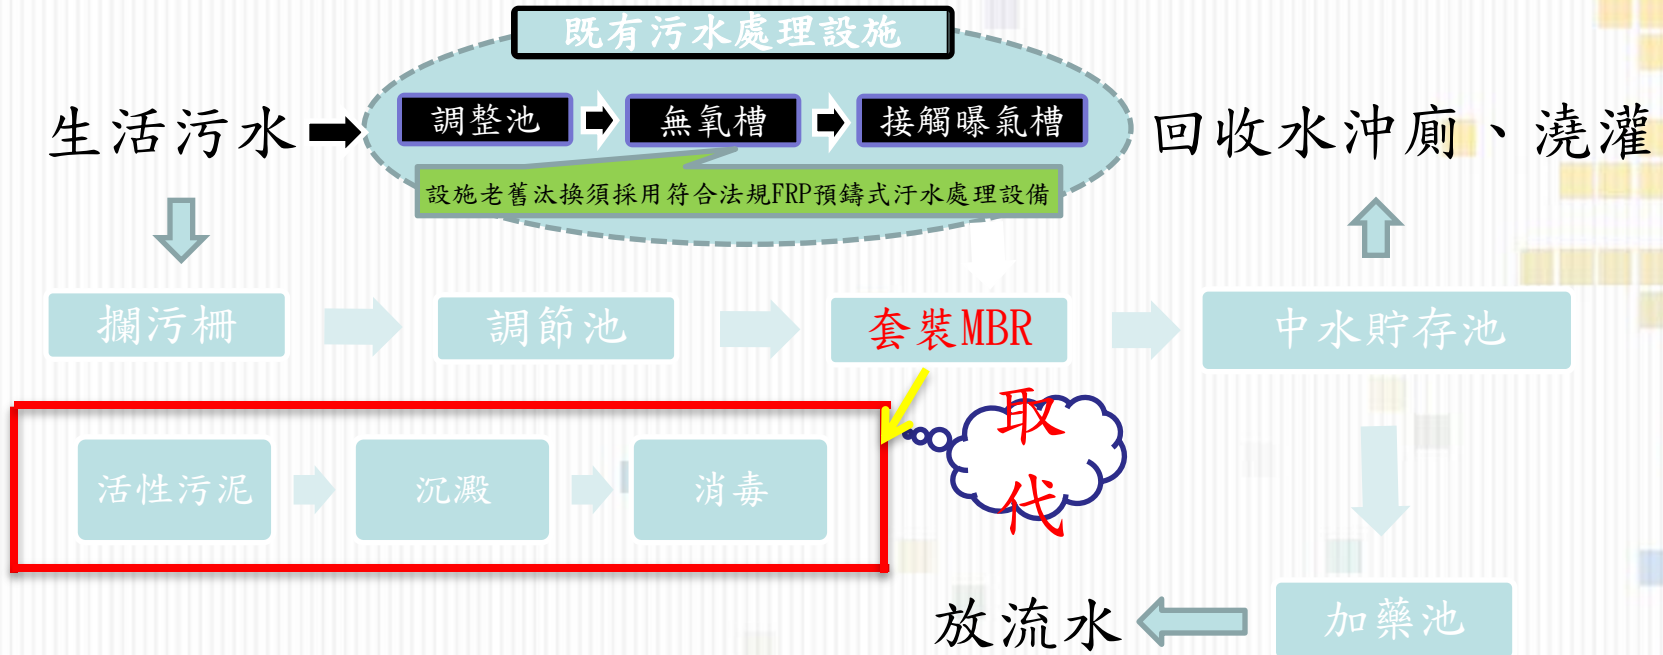 既有污水處理設施
生活污水
調整池
無氧槽
接觸曝氣槽
回收水沖廁、澆灌
設施老舊汰換須採用符合法規FRP預鑄式汙水處理設備
攔污柵
調節池
套裝MBR
中水貯存池
取
代
活性污泥
沉澱
消毒
放流水
加藥池